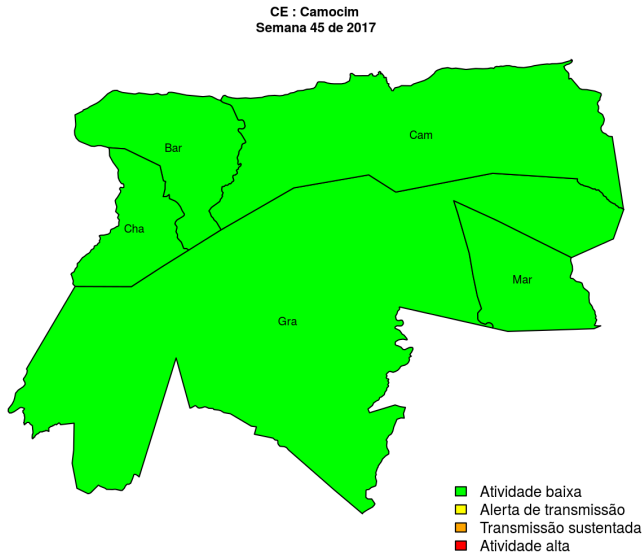 CE : Camocim
Semana 45 de 2017
Bar
Cam
Cha
Mar
Gra
Atividade baixa
Alerta de transmissão
Transmissão sustentada
Atividade alta